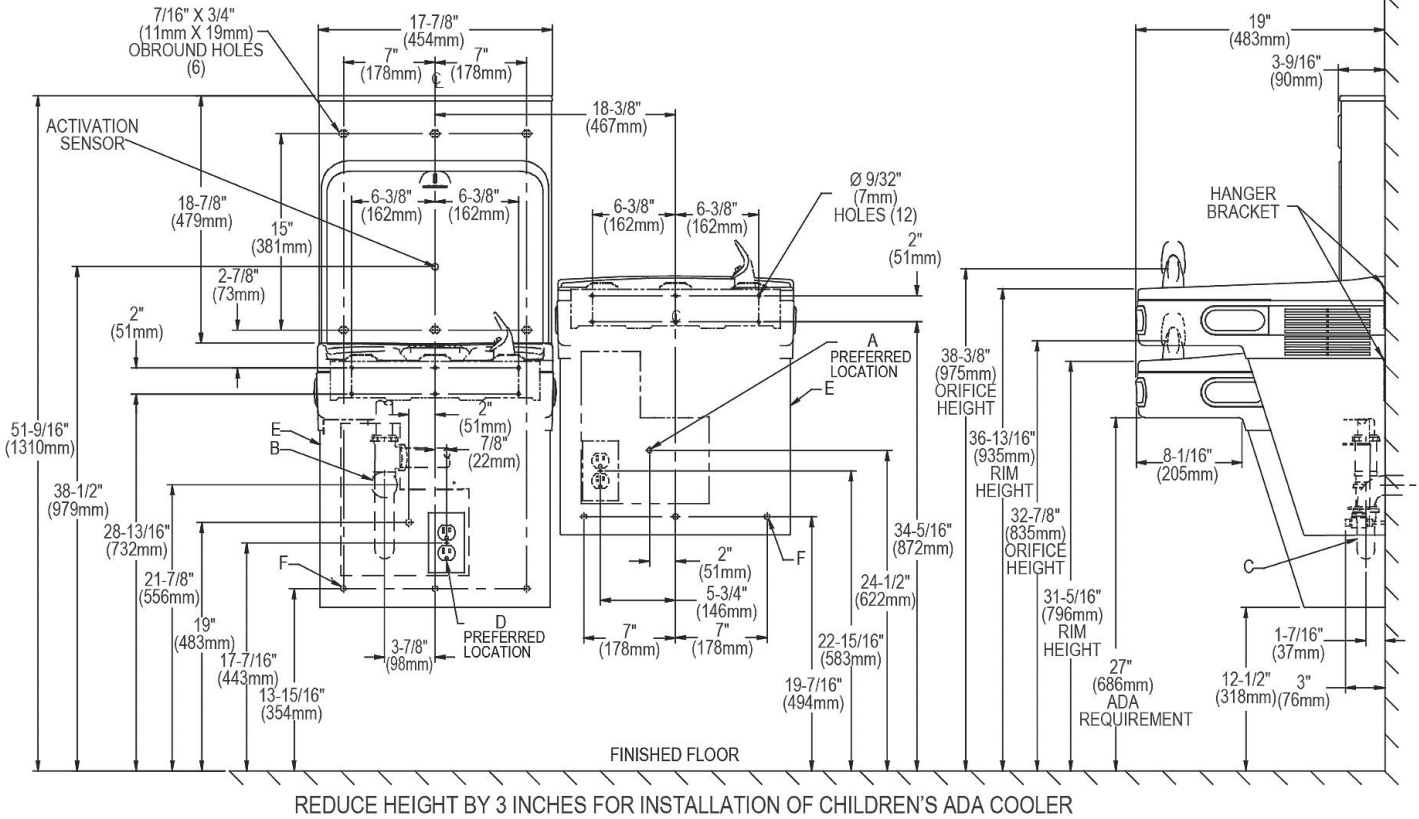 7/16" X 3/4"
(11mm X 19mm)
OBROUND HOLES
(6)
17-7/8"
(454mm)
7"
(178mm)
7"
(178mm)
℄
18-3/8"
(467mm)
19"
(483mm)
3-9/16"
(90mm)
ACTIVATION
SENSOR
18-7/8"
(479mm)
15"
(381mm)
6-3/8"
(162mm)
6-3/8"
(162mm)
6-3/8"
(162mm)
6-3/8"
(162mm)
Ø 9/32"
(7mm)
HOLES (12)
HANGER
BRACKET
2"
(51mm)
2-7/8"
(73mm)
2"
(51mm)
℄
A
PREFERRED
LOCATION
E
38-3/8"
(975mm)
ORIFICE
HEIGHT
51-9/16"
(1310mm)
E
B
2"
(51mm)
7/8"
(22mm)
36-13/16"
(935mm)
RIM
HEIGHT
8-1/16"
(205mm)
38-1/2"
(979mm)
28-13/16"
(732mm)
34-5/16"
(872mm)
32-7/8"
(835mm)
ORIFICE
HEIGHT
21-7/8"
(556mm)
F
2"
(51mm)
F
24-1/2"
(622mm)
C
5-3/4"
(146mm)
31-5/16"
(796mm)
RIM
HEIGHT
19"
(483mm)
D
PREFERRED
LOCATION
7"
(178mm)
7"
(178mm)
22-15/16"
(583mm)
1-7/16"
(37mm)
3-7/8"
(98mm)
17-7/16"
(443mm)
13-15/16"
(354mm)
19-7/16"
(494mm)
27"
(686mm)
ADA
REQUIREMENT
12-1/2"
(318mm)
3"
(76mm)
FINISHED FLOOR
REDUCE HEIGHT BY 3 INCHES FOR INSTALLATION OF CHILDREN'S ADA COOLER